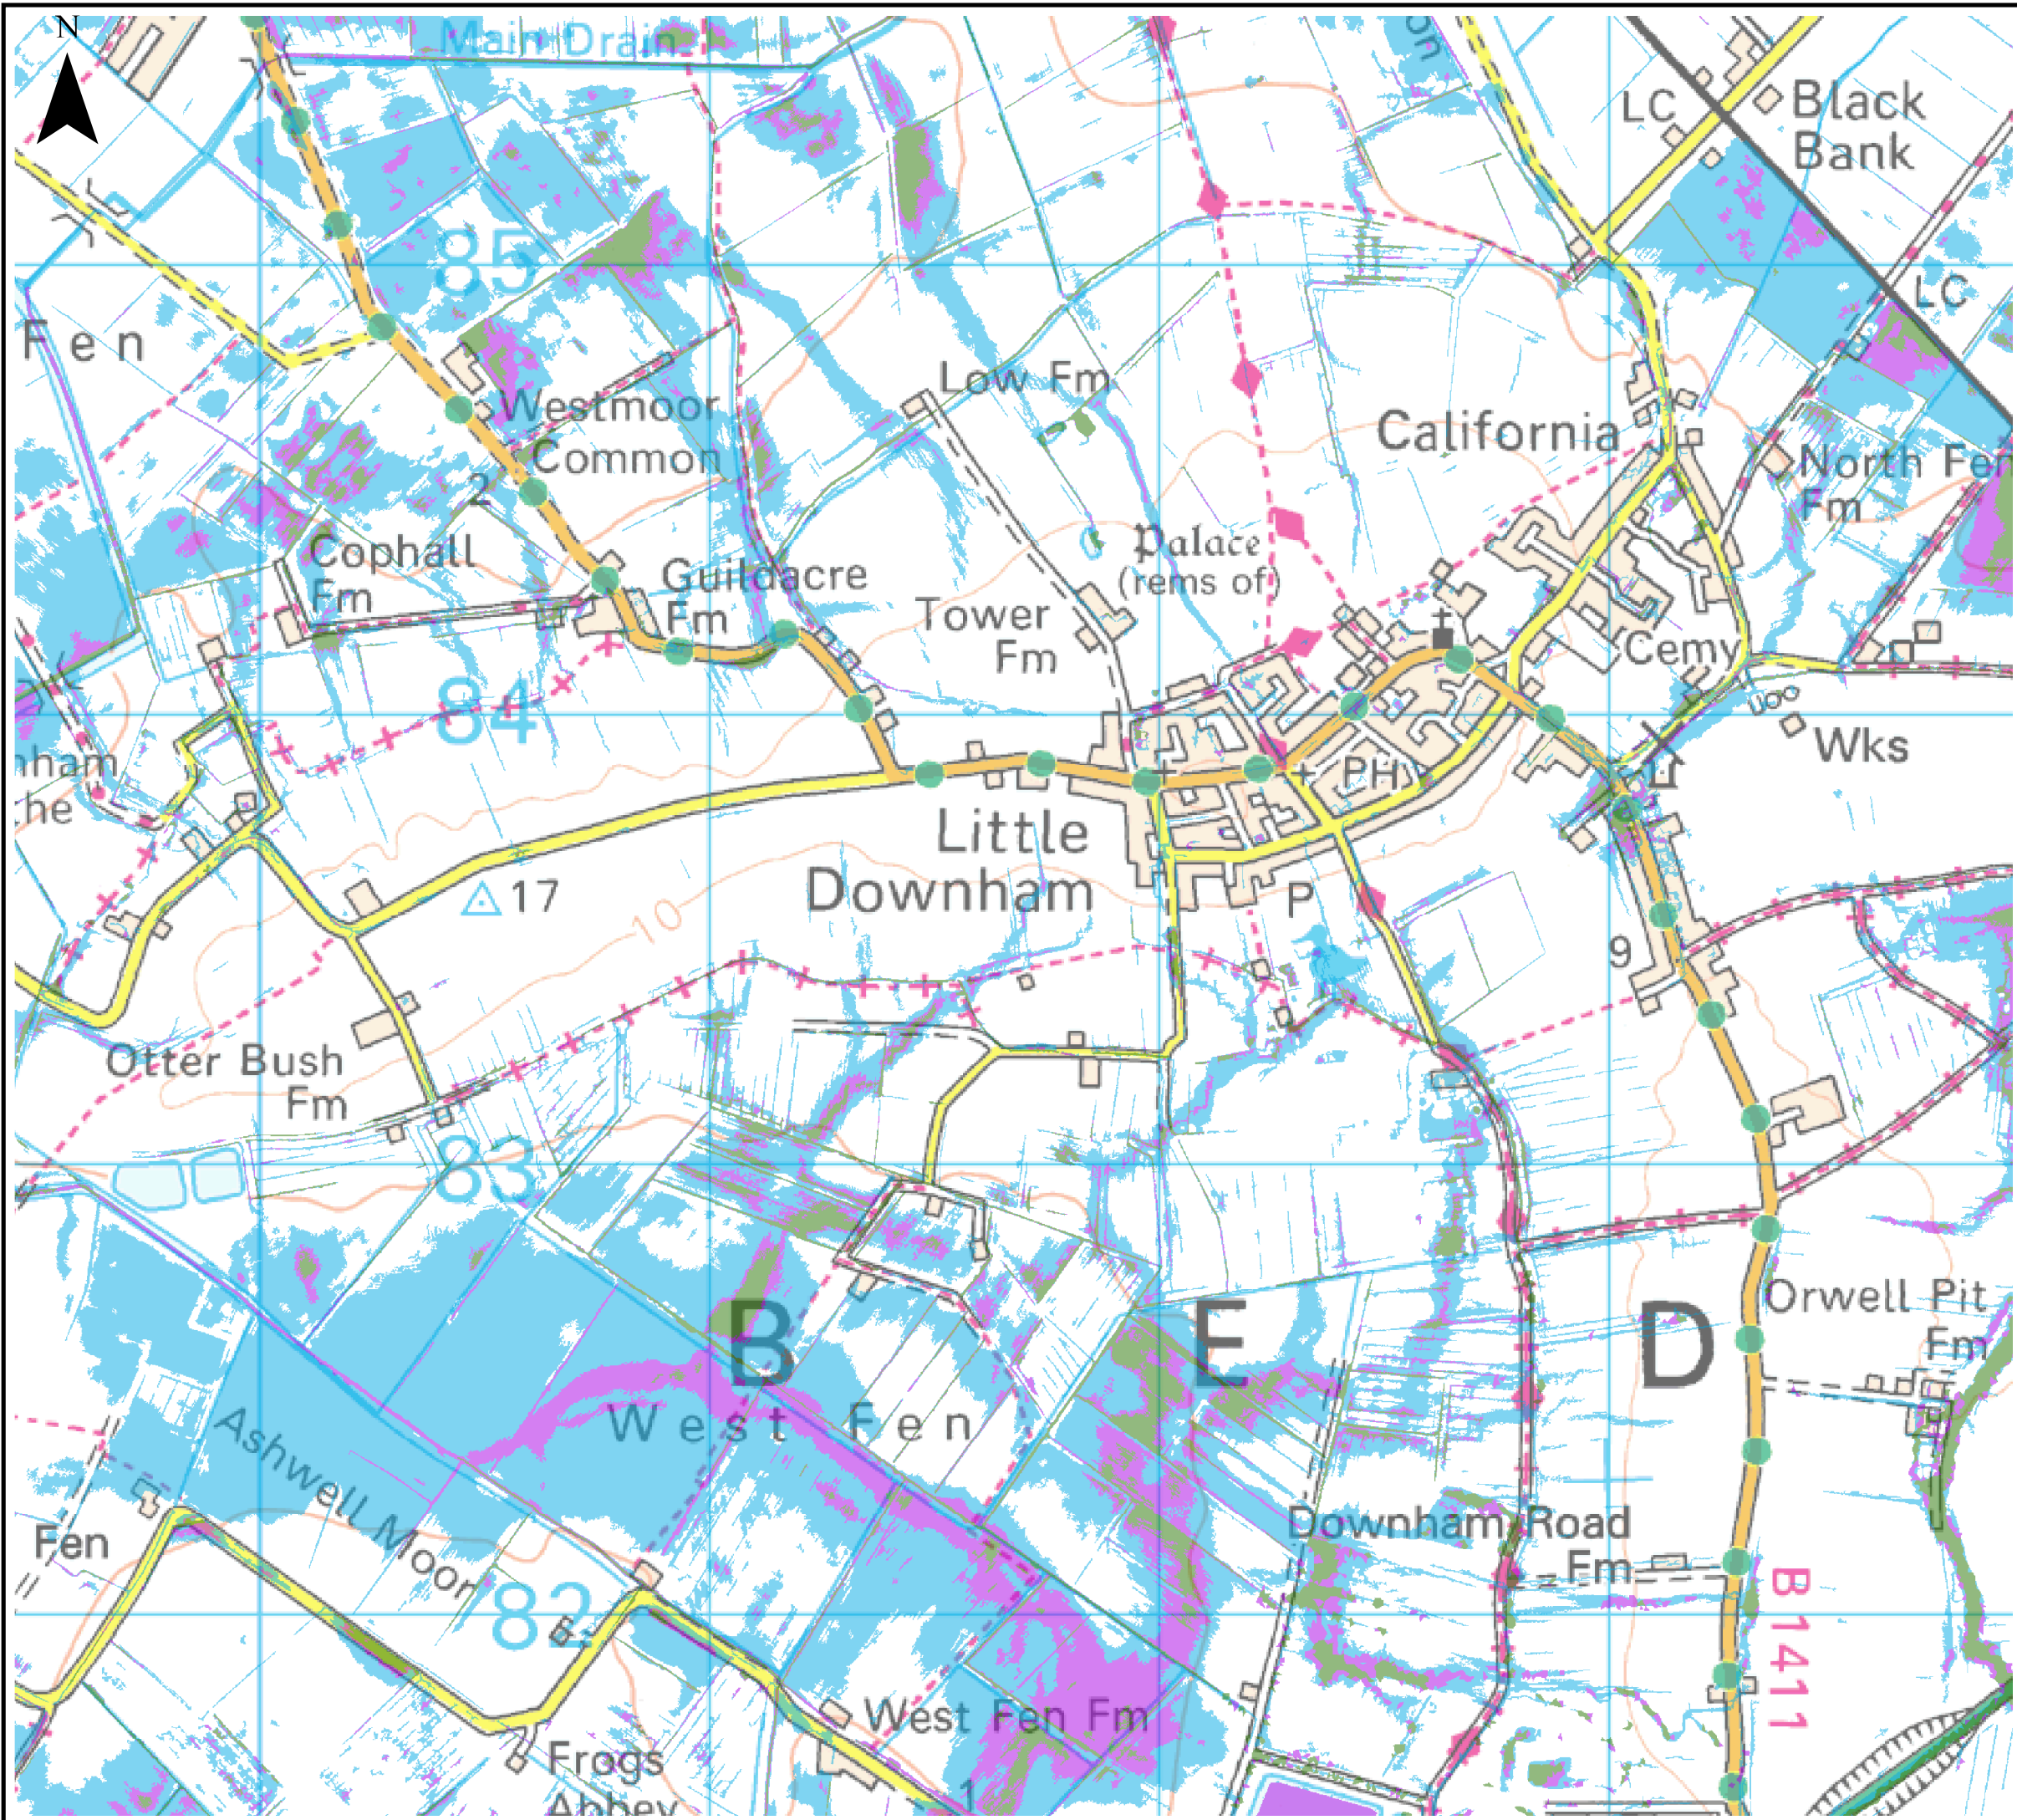 N
Main Drain
LC
Black
Bank
85
LC
Fen
Low Fm
Westmoor
Common
California
North Fen
Fm
2
Palace
(rems of)
Cophall
Fm
Guildacre
Fm
Tower
Fm
Cemy
84
Wks
PH
Little
Downham
17
P
10
9
Otter Bush
Fm
83
Orwell Pit
Fm
B E D
West Fen
Ashwell Moor
Downham Road
Fm
Fen
82
B1411
West Fen Fm
Frogs
Abbey
1